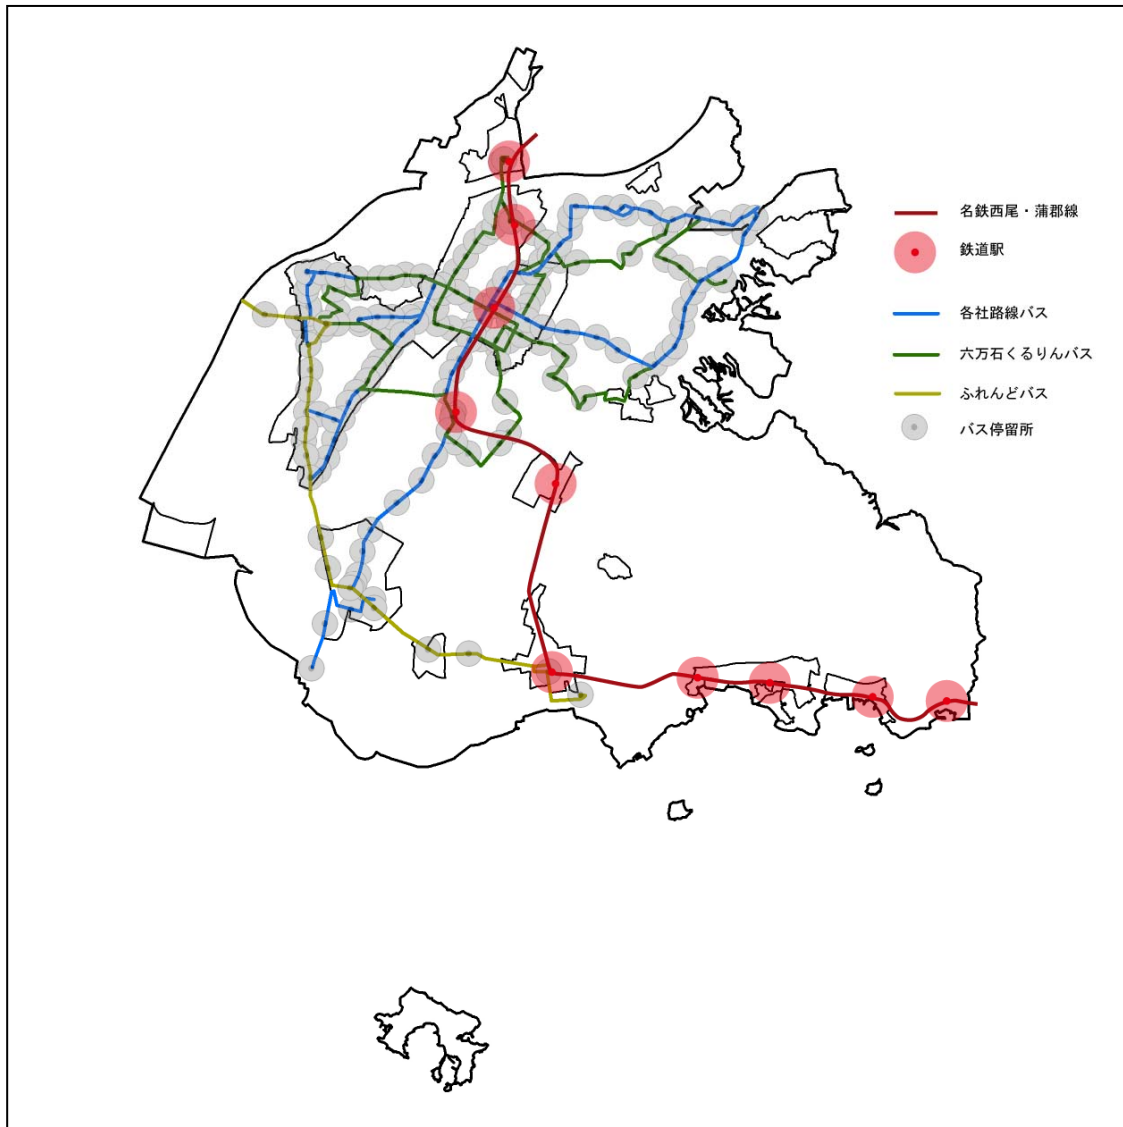 名鉄西尾・蒲郡線
鉄道駅
各社路線バス
六万石くるりんバス
ふれんどバス
バス停留所